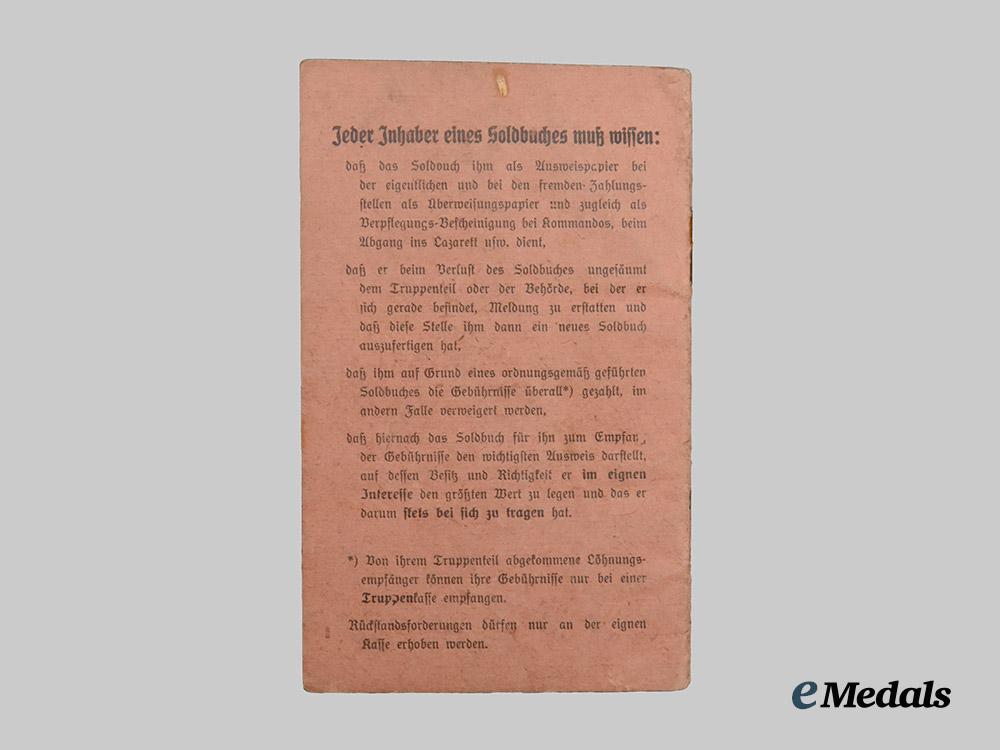 Jeder Inhaber eines Soldbuches muß wissen:
daß das Soldbuch ihm als Ausweispapier bei
der eigentlichen und bei den fremden Zahlungs-
stellen als Überweisungspapier und zugleich als
Verpflegungs-Bescheinigung bei Kommandos, beim
Abgang ins Lazarett usw. dient,
daß er beim Verlust des Soldbuches ungesäumt
dem Truppenteil oder der Behörde, bei der er
sich gerade befindet, Meldung zu erstatten und
daß diese Stelle ihm dann ein neues Soldbuch
auszufertigen hat,
daß ihm auf Grund eines ordnungsgemäß geführten
Soldbuches die Gebührnisse überall*) gezahlt, im
andern Falle verweigert werden,
daß hiernach das Soldbuch für ihn zum Empfan
der Gebührnisse den wichtigsten Ausweis darstellt,
auf dessen Besitz und Richtigkeit er im eignen
Interesse den größten Wert zu legen und das er
darum stets bei sich zu tragen hat.
*) Von ihrem Truppenteil abgekommene Löhnungs-
empfänger können ihre Gebührnisse nur bei einer
Truppenkasse empfangen.
Rückstandsforderungen dürfen nur an der eignen
Kasse erhoben werden.
eMedals